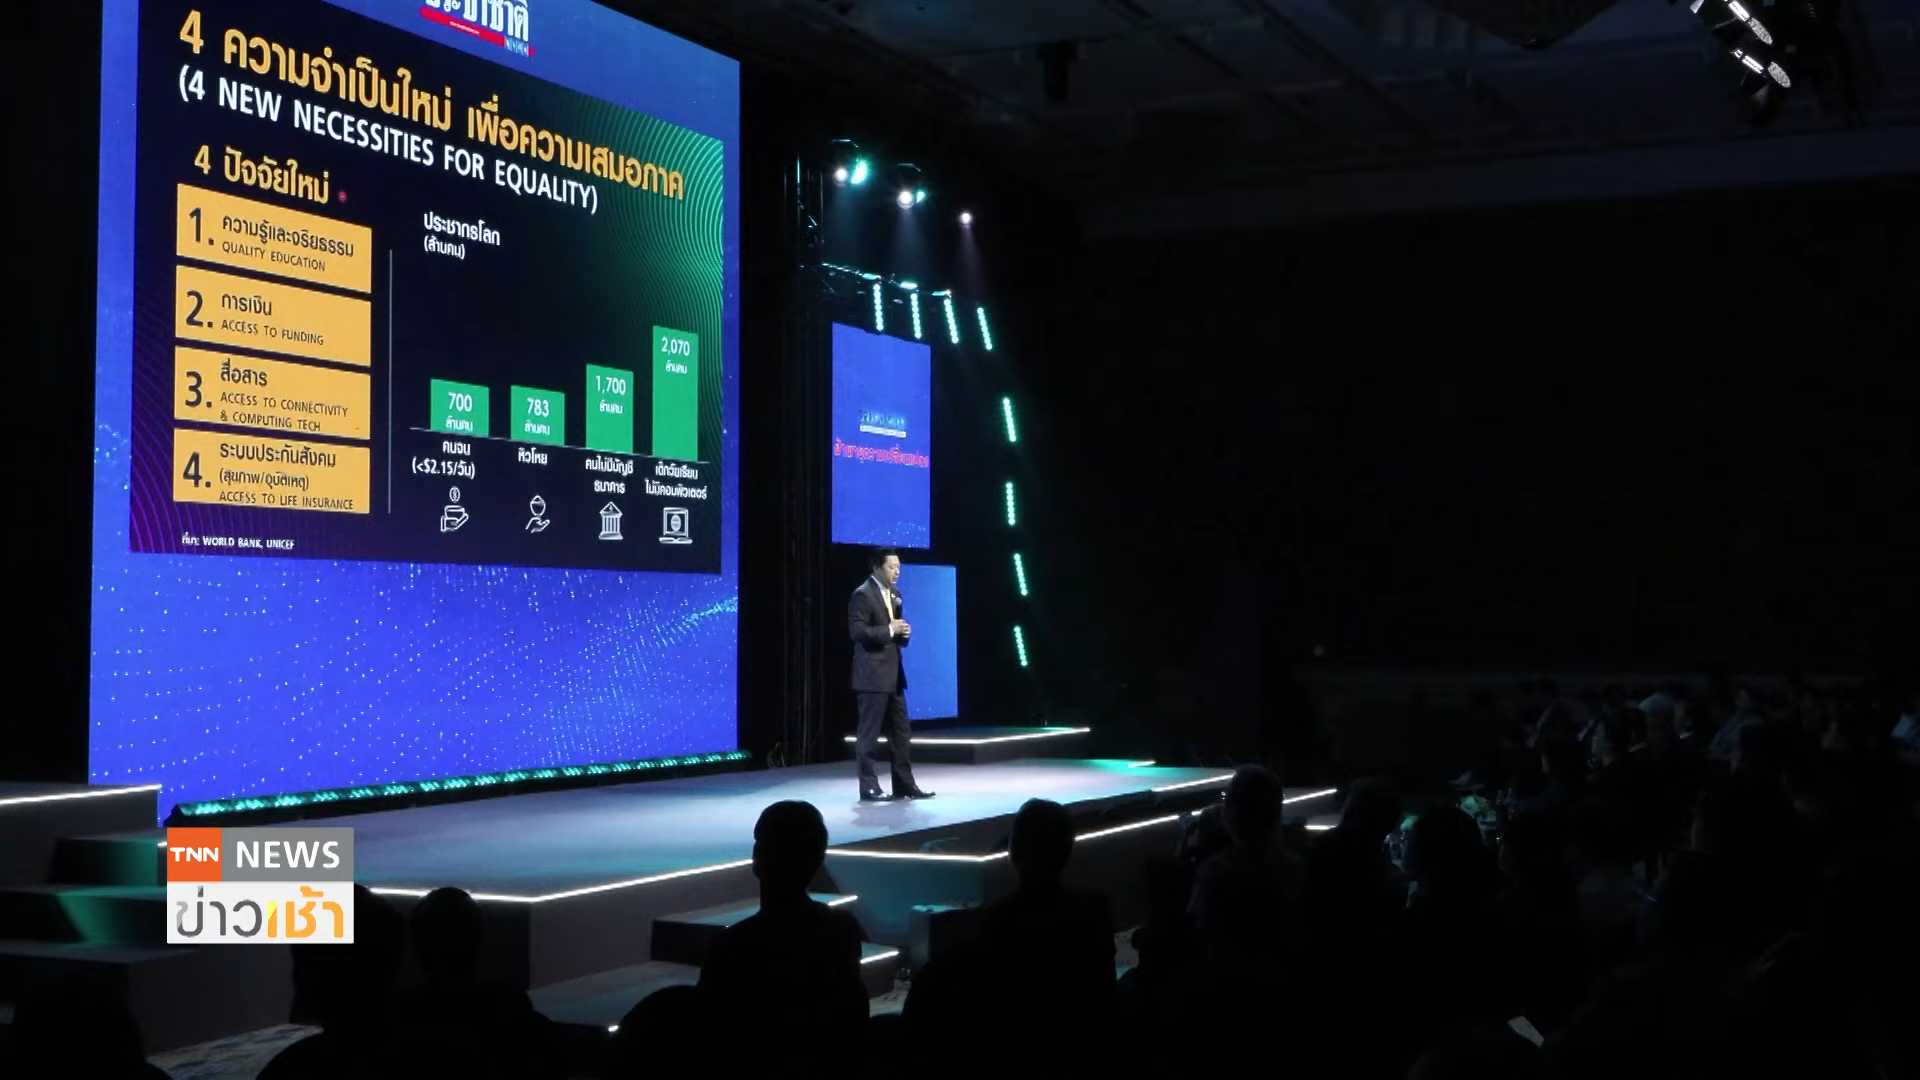 ประชาชาติ
4 ความจำเป็นใหม่ เพื่อความเสมอภาค
(4 NEW NECESSITIES FOR EQUALITY)
4 ปัจจัยใหม่
1. ความรู้และจริยธรรม
QUALITY EDUCATION
2. การเงิน
ACCESS TO FUNDING
3. สื่อสาร
ACCESS TO CONNECTIVITY
& COMPUTING TECH
4. ระบบประกันสังคม
(สุขภาพ/อุบัติเหตุ)
ACCESS TO LIFE INSURANCE
ที่มา: WORLD BANK, UNICEF
ประชากรโลก
(ล้านคน)
700
ล้านคน
783
ล้านคน
1,700
ล้านคน
2,070
ล้านคน
คนจน
(<$2.15/วัน)
หิวโหย
คนไม่มีบัญชี
ธนาคาร
เด็กวัยเรียน
ไม่มีคอมพิวเตอร์
TNN NEWS
ข่าวเช้า